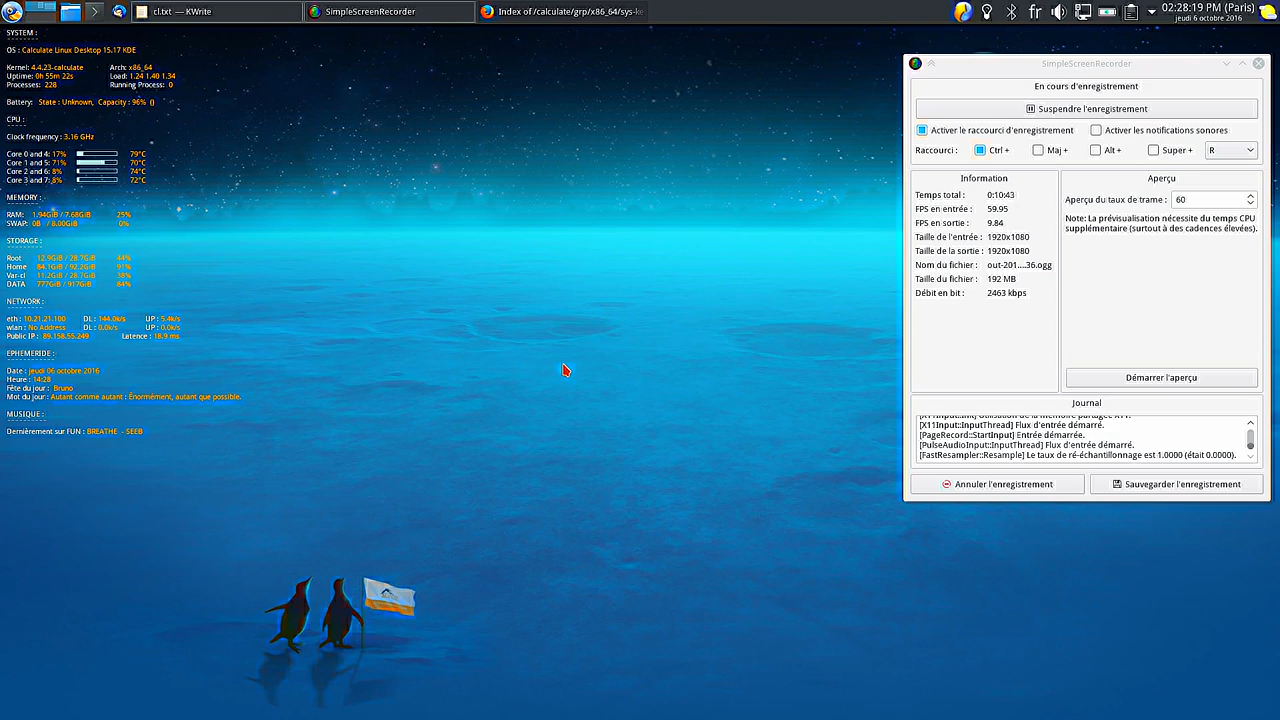 cl.txt — KWrite
SimpleScreenRecorder
Index of /calculate/grp/x86_64/sys-ke
fr
02:28:19 PM (Paris)
jeudi 6 octobre 2016
SYSTEM :
OS : Calculate Linux Desktop 15.17 KDE
Kernel: 4.4.23-calculate Arch: x86_64
Uptime: 0h 55m 22s Load: 1.24 1.40 1.34
Processes: 228 Running Process: 0
Battery: State : Unknown, Capacity : 96% ()
CPU :
Clock frequency : 3.16 GHz
Core 0 and 4: 17% 79°C
Core 1 and 5: 71% 70°C
Core 2 and 6: 8% 74°C
Core 3 and 7: 8% 72°C
MEMORY :
RAM: 1.94GiB / 7.68GiB 25%
SWAP: 0B / 8.00GiB 0%
STORAGE :
Root 12.9GiB / 28.7GiB 44%
Home 84.1GiB / 92.2GiB 91%
Var-cl 11.2GiB / 28.7GiB 38%
DATA 777GiB / 917GiB 84%
NETWORK :
eth : 10.21.21.100 DL : 144.0k/s UP : 5.4k/s
wlan : No Address DL : 0.0k/s UP : 0.0k/s
Public IP : 89.158.55.249 Latence : 18.9 ms
EPHEMERIDE :
Date : jeudi 06 octobre 2016
Heure : 14:28
Fête du jour : Bruno
Mot du jour : Autant comme autant : Énormément, autant que possible.
MUSIQUE :
Dernièrement sur FUN : BREATHE - SEEB
SimpleScreenRecorder
En cours d'enregistrement
Suspendre l'enregistrement
Activer le raccourci d'enregistrement Activer les notifications sonores
Raccourci : Ctrl + Maj + Alt + Super + R
Information
Temps total : 0:10:43
FPS en entrée : 59.95
FPS en sortie : 9.84
Taille de l'entrée : 1920x1080
Taille de la sortie : 1920x1080
Nom du fichier : out-201....36.ogg
Taille du fichier : 192 MB
Débit en bit : 2463 kbps
Aperçu
Aperçu du taux de trame : 60
Note: La prévisualisation nécessite du temps CPU
supplémentaire (surtout à des cadences élevées).
Démarrer l'aperçu
Journal
[X11Input::Init] Utilisation de la mémoire partagée X11.
[X11Input::InputThread] Flux d'entrée démarré.
[PageRecord::StartInput] Entrée démarrée.
[PulseAudioInput::InputThread] Flux d'entrée démarré.
[FastResampler::Resample] Le taux de ré-échantillonnage est 1.0000 (était 0.0000).
Annuler l'enregistrement Sauvegarder l'enregistrement